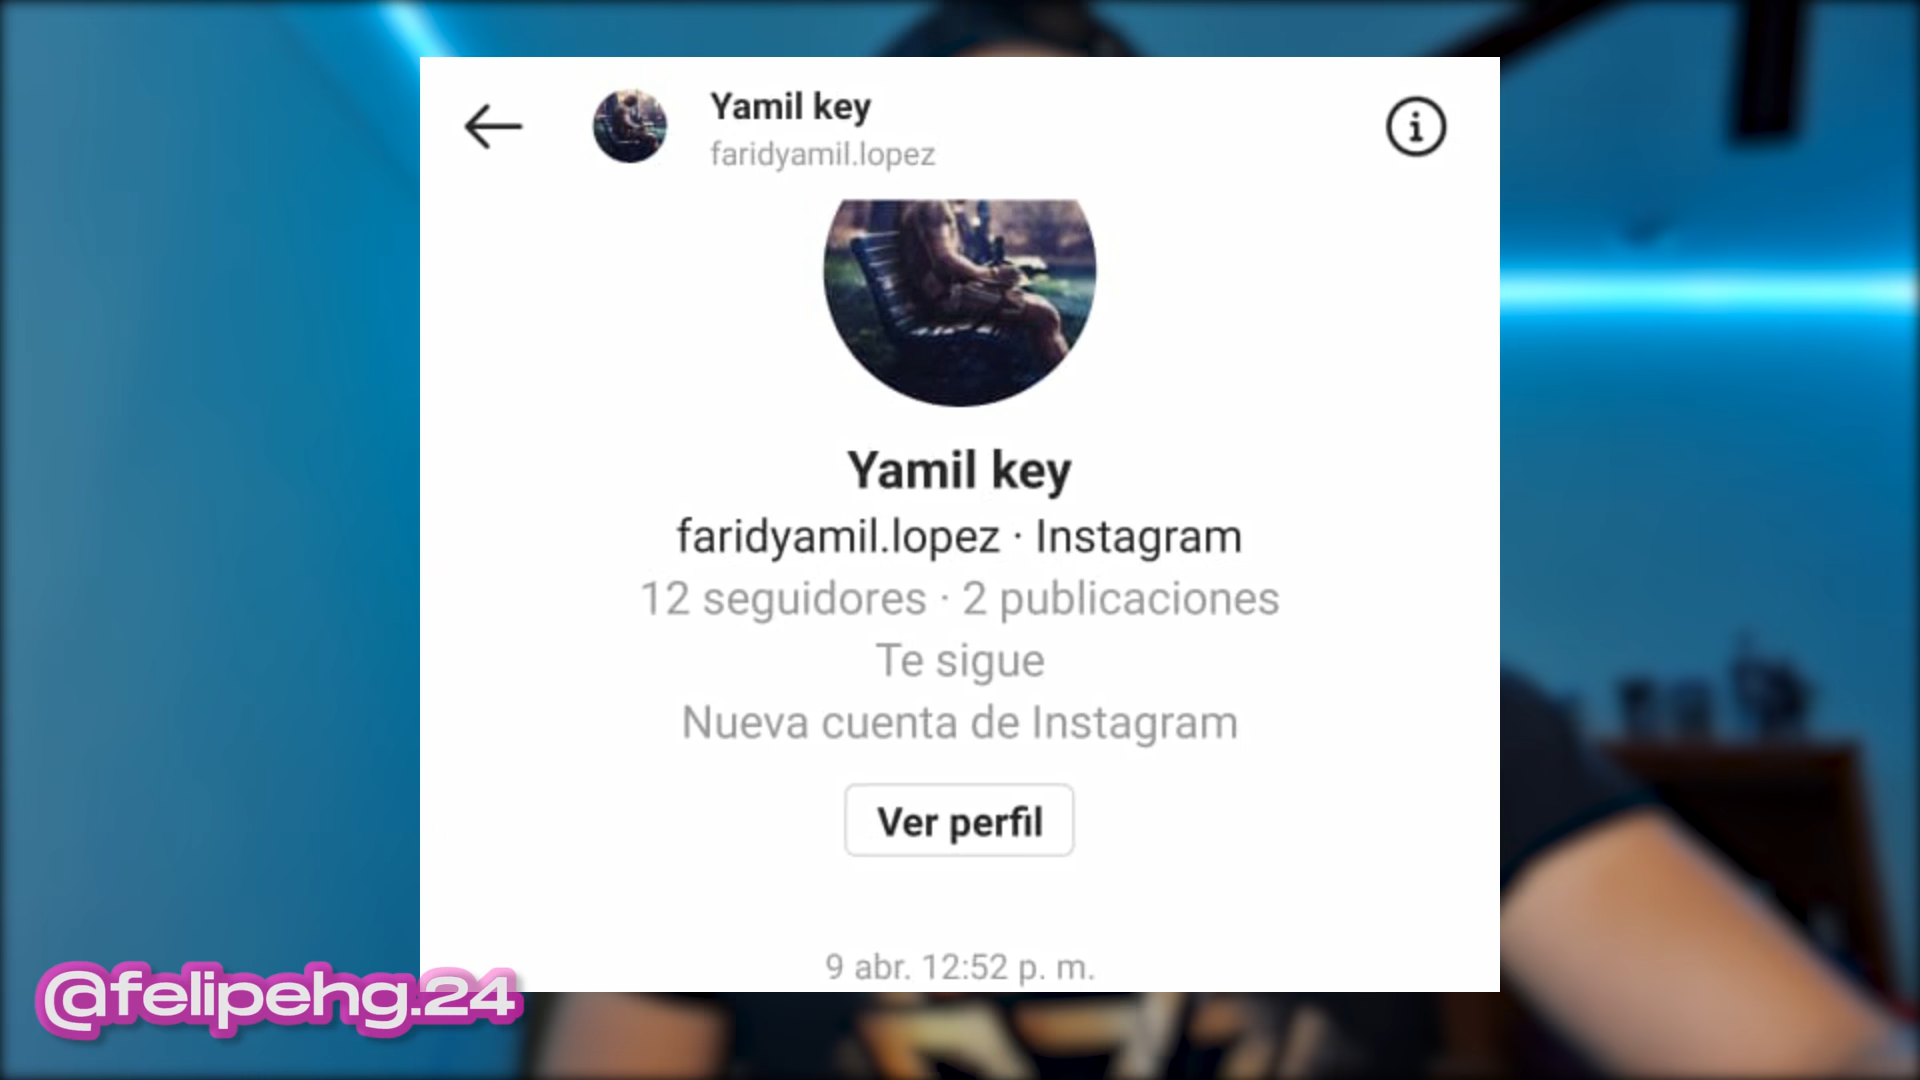 Yamil key
faridyamil.lopez
Yamil key
faridyamil.lopez · Instagram
12 seguidores · 2 publicaciones
Te sigue
Nueva cuenta de Instagram
Ver perfil
9 abr. 12:52 p. m.
@felipehg.24